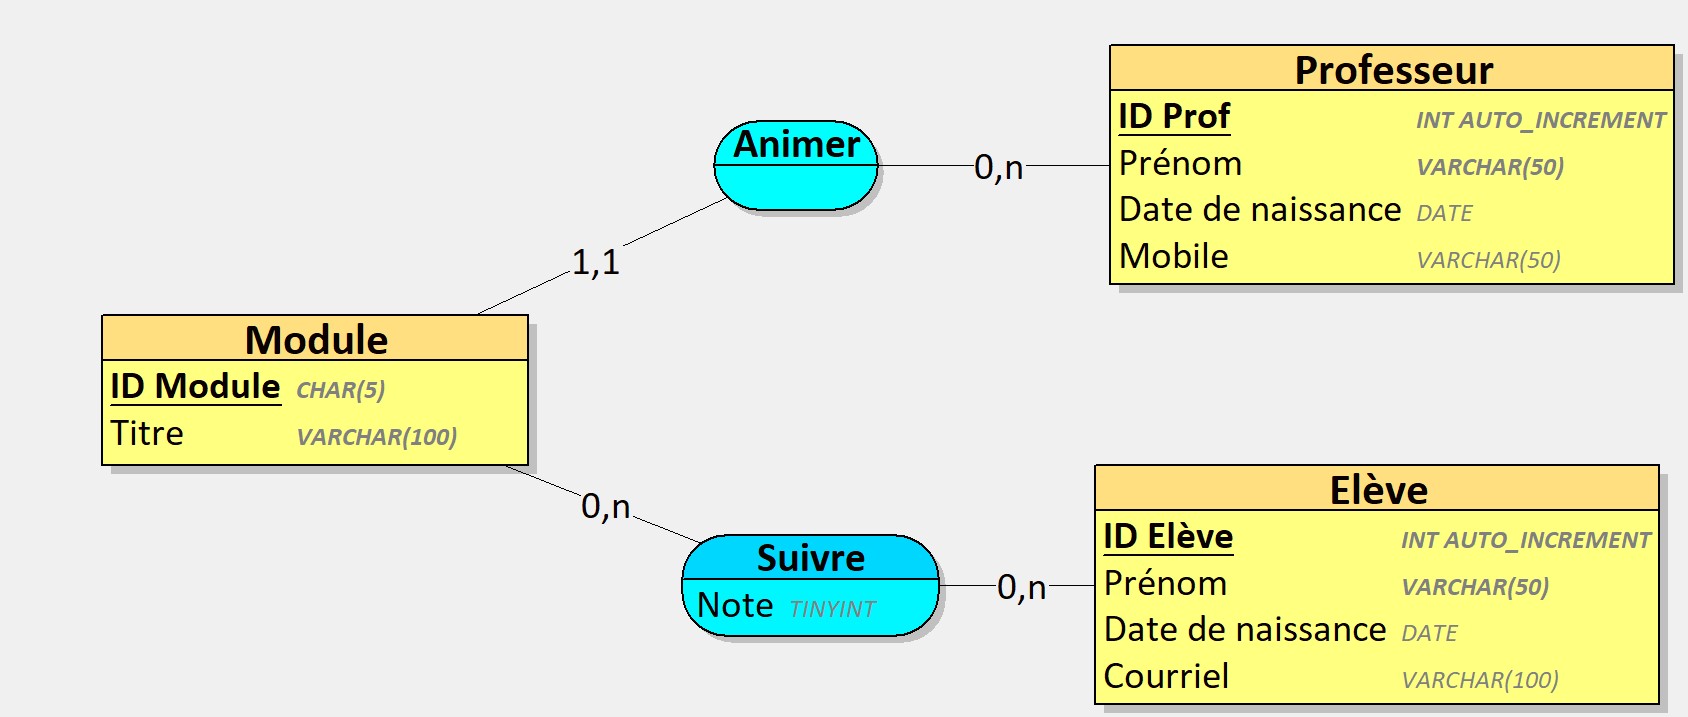 Professeur
ID Prof INT AUTO_INCREMENT
Prénom VARCHAR(50)
Date de naissance DATE
Mobile VARCHAR(50)
Animer
0,n
1,1
Module
ID Module CHAR(5)
Titre VARCHAR(100)
0,n
Suivre
Note TINYINT
0,n
Elève
ID Elève INT AUTO_INCREMENT
Prénom VARCHAR(50)
Date de naissance DATE
Courriel VARCHAR(100)